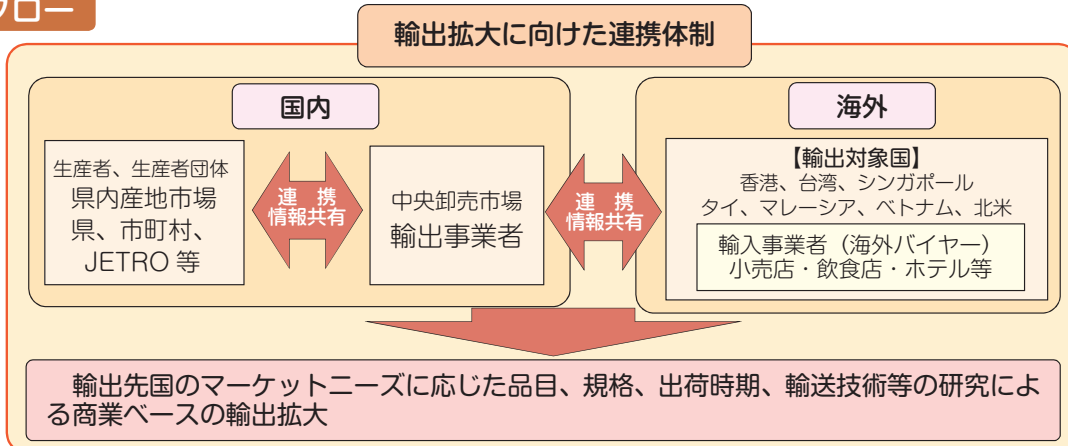 フロー
輸出拡大に向けた連携体制
国内
生産者、生産者団体
県内産地市場
県、市町村、
JETRO 等
連 携
情報共有
中央卸売市場
輸出事業者
連 携
情報共有
海外
【輸出対象国】
香港、台湾、シンガポール
タイ、マレーシア、ベトナム、北米
輸入事業者（海外バイヤー）
小売店・飲食店・ホテル等
輸出先国のマーケットニーズに応じた品目、規格、出荷時期、輸送技術等の研究によ
る商業ベースの輸出拡大